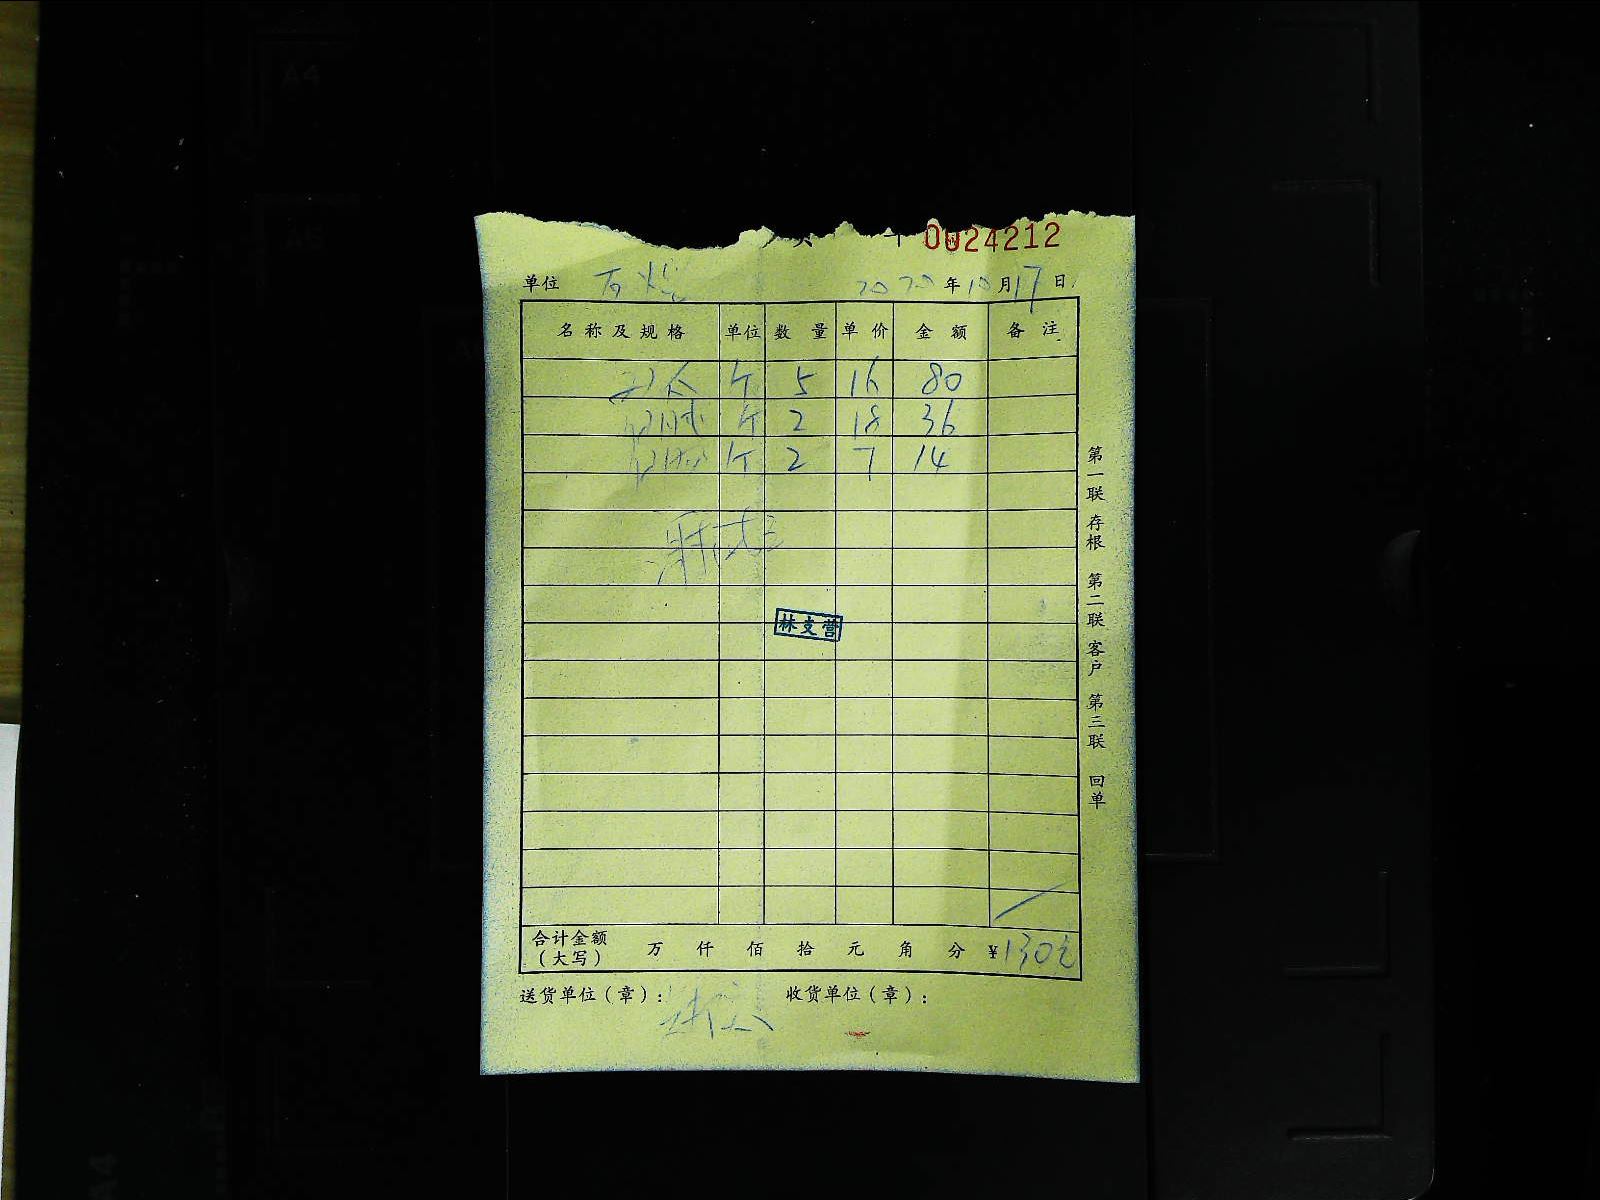 0024212
单位 2020年10月17日
名称及规格 单位 数量 单价 金额 备注
个 5 16 80
个 2 18 36
个 2 7 14
林支营
合计金额（大写） 万 仟 佰 拾 元 角 分 ¥130元
送货单位（章）： 收货单位（章）：
第一联 存根 第二联 客户 第三联 回单